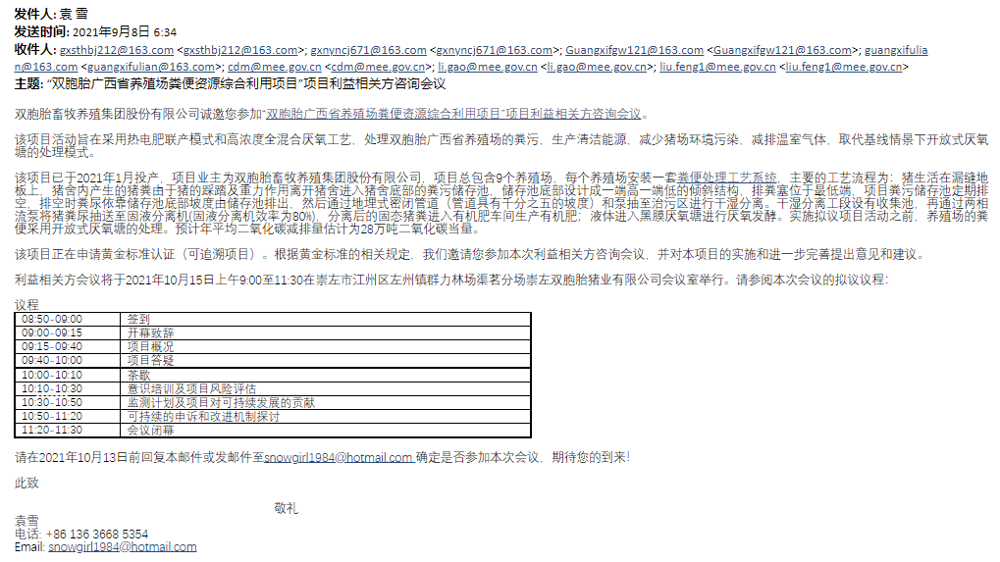 发件人: 袁 雪
发送时间: 2021年9月8日 6:34
收件人: gxsthbj212@163.com <gxsthbj212@163.com>; gxnyncj671@163.com <gxnyncj671@163.com>; Guangxifgw121@163.com <Guangxifgw121@163.com>; guangxifulia
n@163.com <guangxifulian@163.com>; cdm@mee.gov.cn <cdm@mee.gov.cn>; li.gao@mee.gov.cn <li.gao@mee.gov.cn>; liu.feng1@mee.gov.cn <liu.feng1@mee.gov.cn>
主题: “双胞胎广西省养殖场粪便资源综合利用项目”项目利益相关方咨询会议
双胞胎畜牧养殖集团股份有限公司诚邀您参加“双胞胎广西省养殖场粪便资源综合利用项目”项目利益相关方咨询会议。
该项目活动旨在采用热电肥联产模式和高浓度全混合厌氧工艺，处理双胞胎广西省养殖场的粪污，生产清洁能源，减少猪场环境污染，减排温室气体，取代基线情景下开放式厌氧
塘的处理模式。
该项目已于2021年1月投产，项目业主为双胞胎畜牧养殖集团股份有限公司，项目总包含9个养殖场，每个养殖场安装一套粪便处理工艺系统，主要的工艺流程为：猪生活在漏缝地
板上，猪舍内产生的猪粪由于猪的踩踏及重力作用离开猪舍进入猪舍底部的粪污储存池，储存池底部设计成一端高一端低的倾斜结构，排粪塞位于最低端，项目粪污储存池定期排
空，排空时粪尿依靠储存池底部坡度由储存池排出，然后通过地埋式密闭管道（管道具有千分之五的坡度）和泵抽至治污区进行干湿分离。干湿分离工段设有收集池，再通过两相
流泵将猪粪尿抽送至固液分离机(固液分离机效率为80%)，分离后的固态猪粪进入有机肥车间生产有机肥；液体进入黑膜厌氧塘进行厌氧发酵。实施拟议项目活动之前，养殖场的粪
便采用开放式厌氧塘的处理。预计年平均二氧化碳减排量估计为28万吨二氧化碳当量。
该项目正在申请黄金标准认证（可追溯项目）。根据黄金标准的相关规定，我们邀请您参加本次利益相关方咨询会议，并对本项目的实施和进一步完善提出意见和建议。
利益相关方会议将于2021年10月15日上午9:00至11:30在崇左市江州区左州镇群力林场渠茗分场崇左双胞胎猪业有限公司会议室举行。请参阅本次会议的拟议议程：
议程
08:50-09:00 签到
09:00-09:15 开幕致辞
09:15-09:40 项目概况
09:40-10:00 项目答疑
10:00-10:10 茶歇
10:10-10:30 意识培训及项目风险评估
10:30-10:50 监测计划及项目对可持续发展的贡献
10:50-11:20 可持续的申诉和改进机制探讨
11:20-11:30 会议闭幕
请在2021年10月13日前回复本邮件或发邮件至snowgirl1984@hotmail.com 确定是否参加本次会议，期待您的到来！
此致
敬礼
袁雪
电话: +86 136 3668 5354
Email: snowgirl1984@hotmail.com